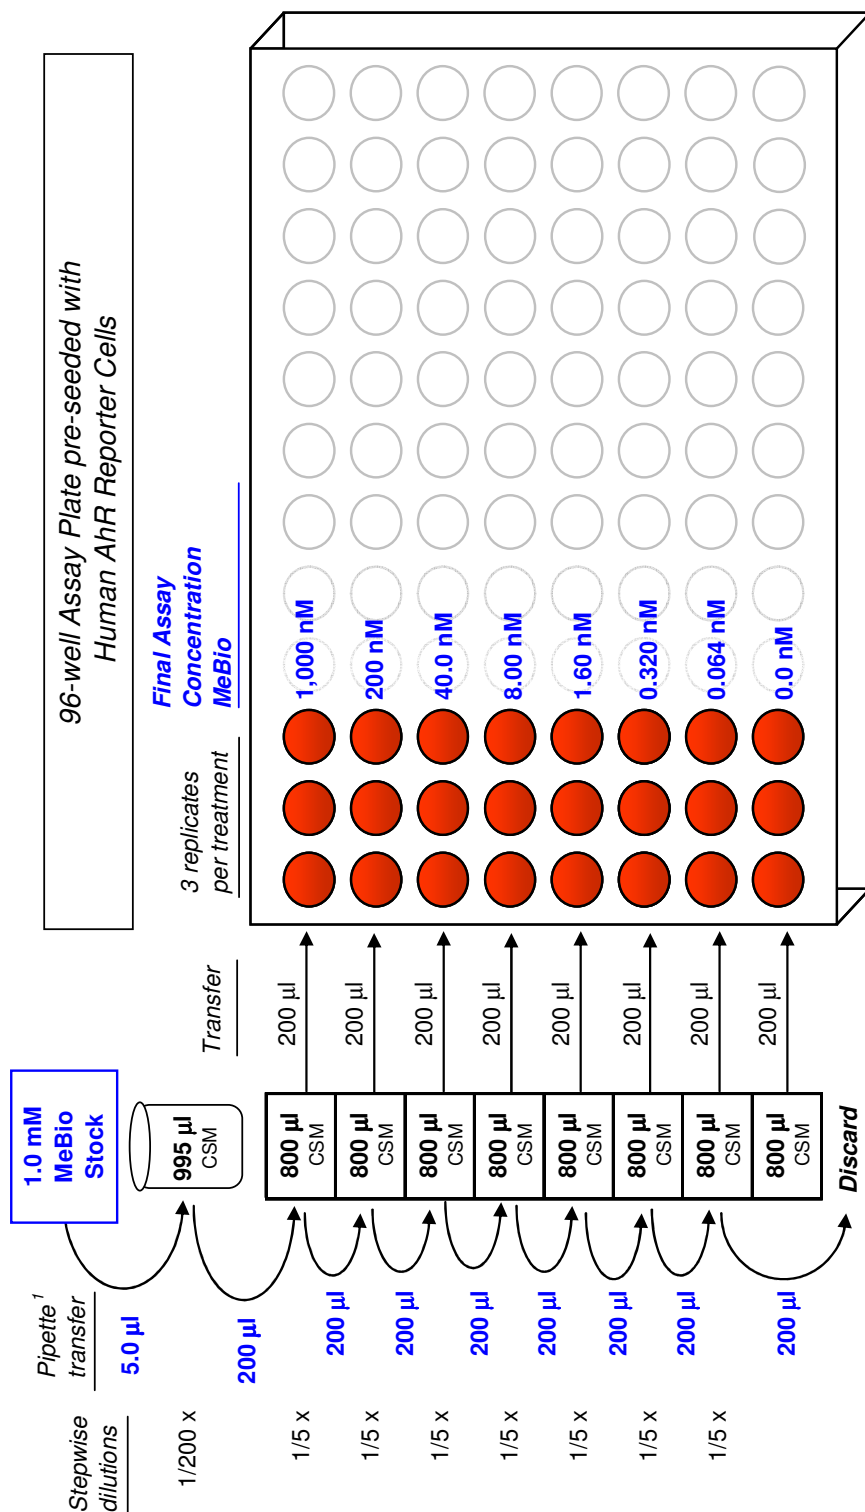 96-well Assay Plate pre-seeded with
Human AhR Reporter Cells
Stepwise
dilutions
Pipette ¹
transfer
Transfer
3 replicates
per treatment
Final Assay
Concentration
MeBio
1.0 mM
MeBio
Stock
5.0 µl
1/200 x
995 µl
CSM
200 µl
1/5 x
800 µl
CSM
200 µl
1,000 nM
200 µl
1/5 x
800 µl
CSM
200 µl
200 nM
200 µl
1/5 x
800 µl
CSM
200 µl
40.0 nM
200 µl
1/5 x
800 µl
CSM
200 µl
8.00 nM
200 µl
1/5 x
800 µl
CSM
200 µl
1.60 nM
200 µl
1/5 x
800 µl
CSM
200 µl
0.320 nM
200 µl
1/5 x
800 µl
CSM
200 µl
0.064 nM
200 µl
800 µl
CSM
200 µl
0.0 nM
Discard